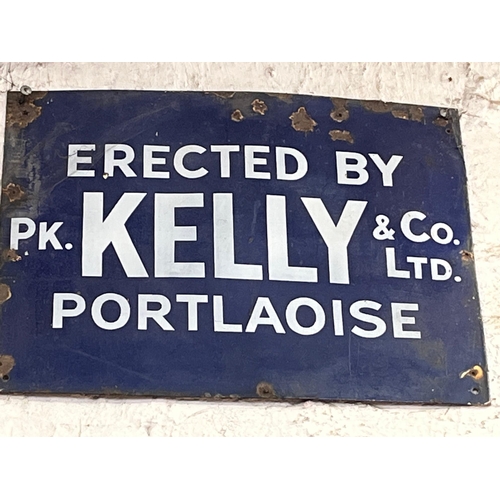 ERECTED BY
PK. KELLY & CO. LTD.
PORTLAOISE